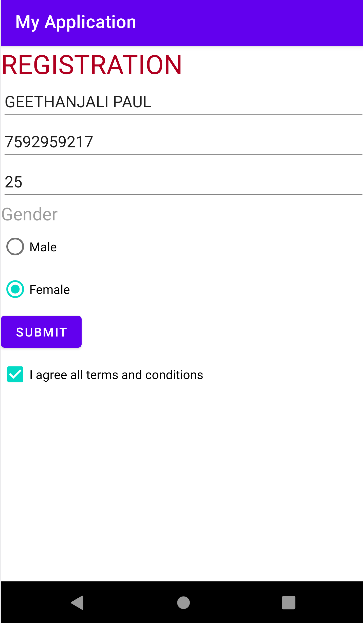 My Application
REGISTRATION
GEETHANJALI PAUL
7592959217
25
Gender
Male
Female
SUBMIT
I agree all terms and conditions